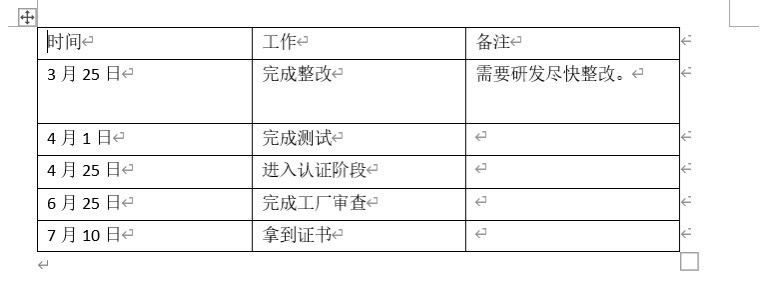 时间 工作 备注
3 月 25 日 完成整改 需要研发尽快整改。
4 月 1 日 完成测试
4 月 25 日 进入认证阶段
6 月 25 日 完成工厂审查
7 月 10 日 拿到证书